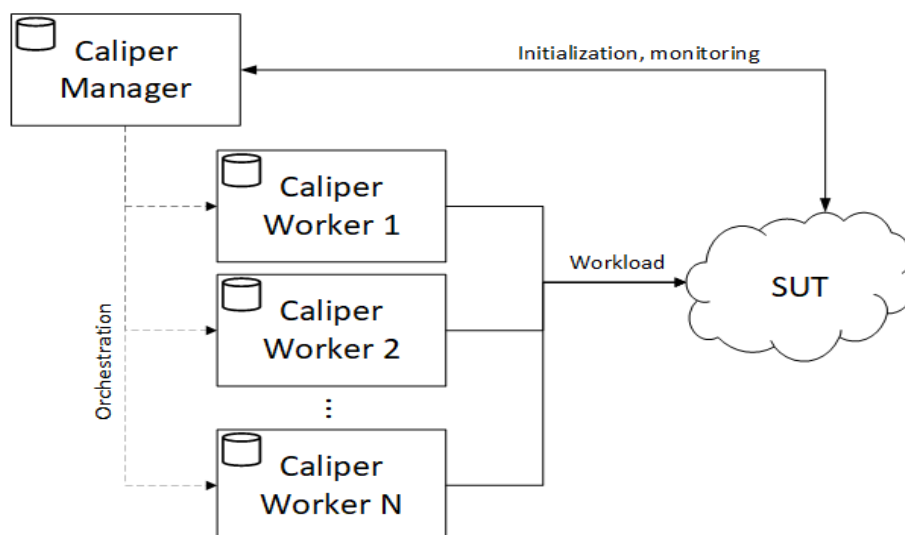 Caliper
Manager
Initialization, monitoring
Caliper
Worker 1
Workload
SUT
Caliper
Worker 2
Orchestration
...
Caliper
Worker N